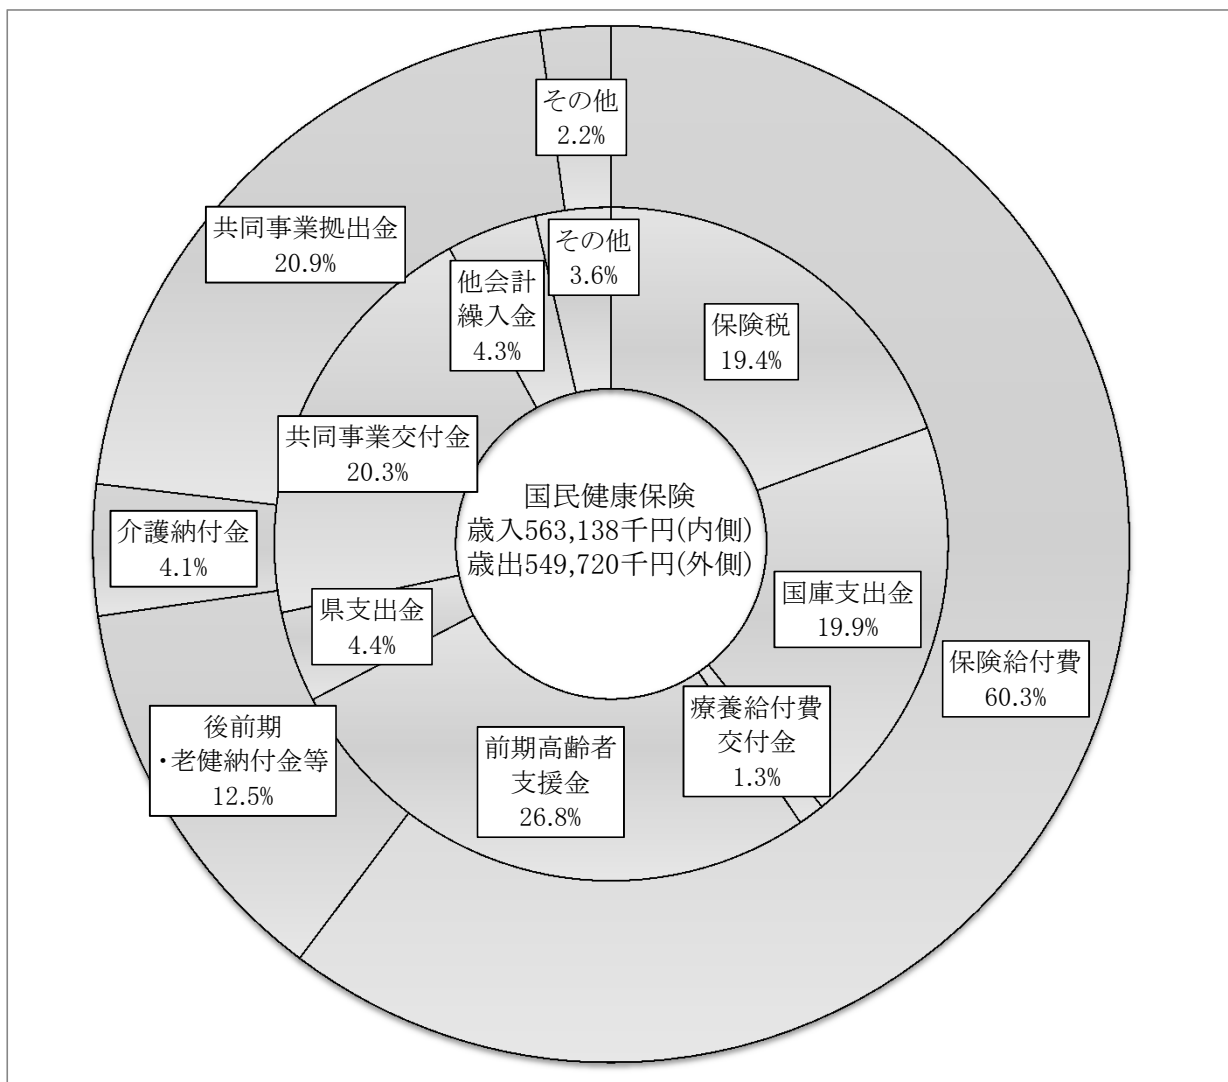 その他
2.2%
共同事業拠出金
20.9%
その他
3.6%
他会計
繰入金
4.3%
保険税
19.4%
共同事業交付金
20.3%
国民健康保険
歳入563,138千円(内側)
歳出549,720千円(外側)
介護納付金
4.1%
県支出金
4.4%
国庫支出金
19.9%
保険給付費
60.3%
療養給付費
交付金
1.3%
後前期
・老健納付金等
12.5%
前期高齢者
支援金
26.8%